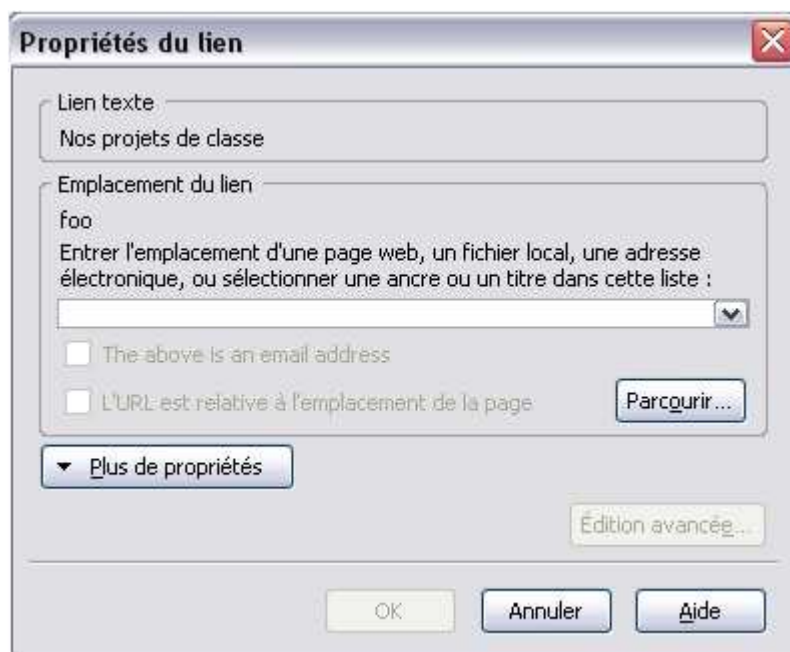 Propriétés du lien
Lien texte
Nos projets de classe
Emplacement du lien
foo
Entrer l'emplacement d'une page web, un fichier local, une adresse
électronique, ou sélectionner une ancre ou un titre dans cette liste :
The above is an email address
L'URL est relative à l'emplacement de la page
Parcourir...
Plus de propriétés
Édition avancée...
OK
Annuler
Aide